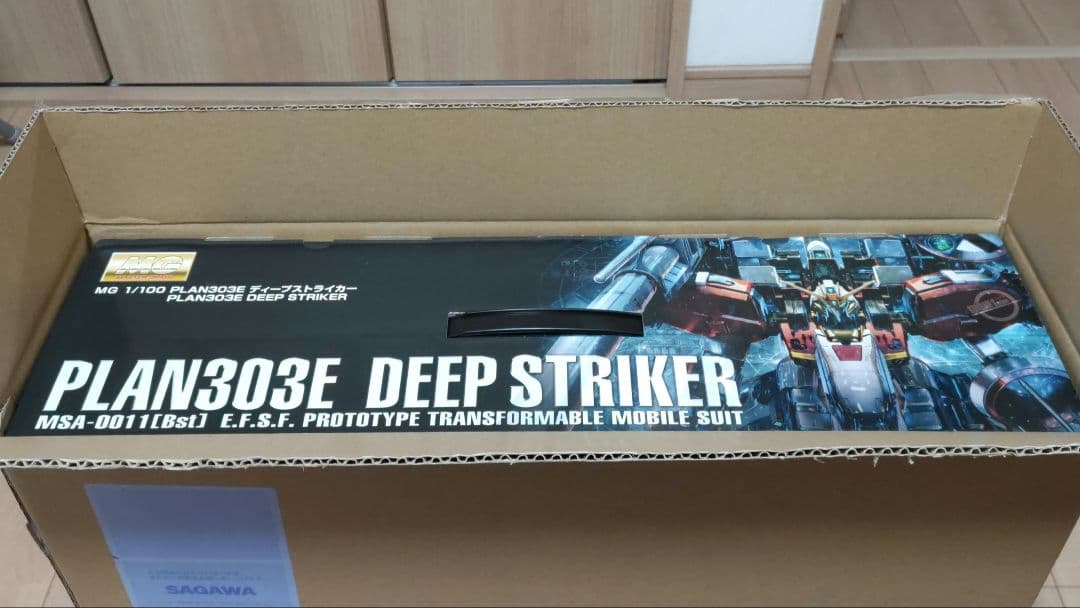 MG
MG 1/100 PLAN303E ディープストライカー
PLAN303E DEEP STRIKER
PLAN303E DEEP STRIKER
MSA-0011[Bst] E.F.S.F. PROTOTYPE TRANSFORMABLE MOBILE SUIT
SAGAWA